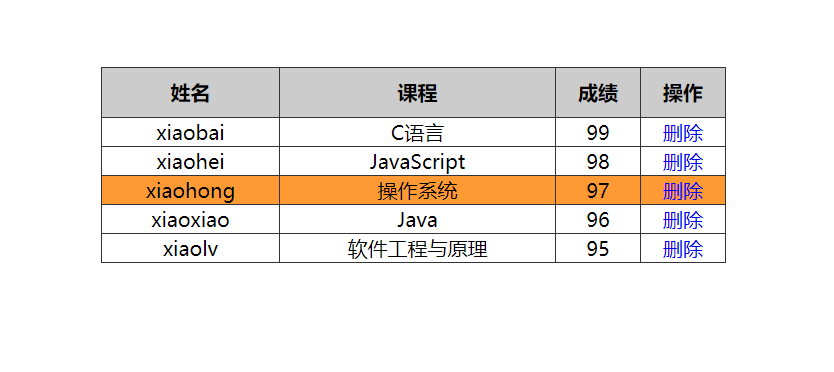 姓名 课程 成绩 操作
xiaobai C语言 99 删除
xiaohei JavaScript 98 删除
xiaohong 操作系统 97 删除
xiaoxiao Java 96 删除
xiaolv 软件工程与原理 95 删除